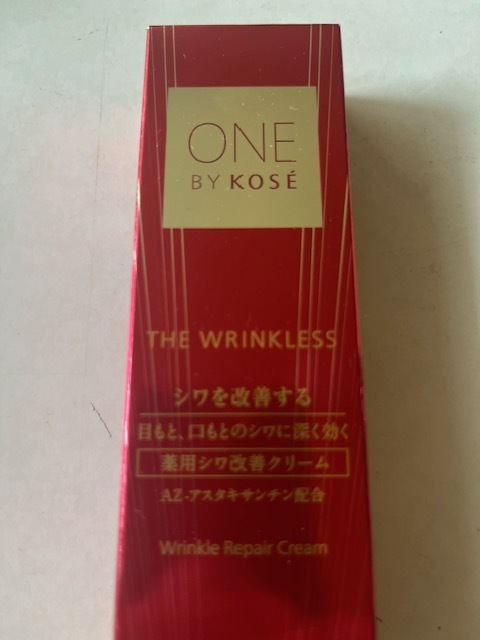 ONE
BY KOSÉ
THE WRINKLESS
シワを改善する
目もと、口もとのシワに深く効く
薬用シワ改善クリーム
AZ-アスタキサンチン配合
Wrinkle Repair Cream